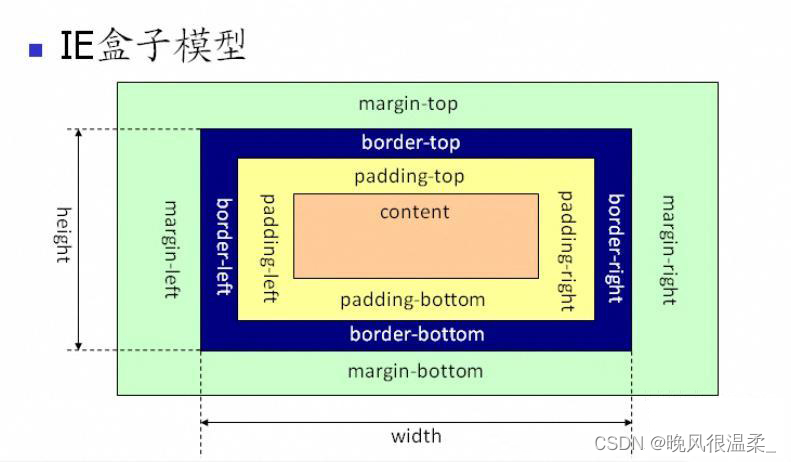 IE盒子模型
margin-top
border-top
padding-top
content
height
margin-left
border-left
padding-left
padding-right
border-right
margin-right
padding-bottom
border-bottom
margin-bottom
width
CSDN @晚风很温柔_